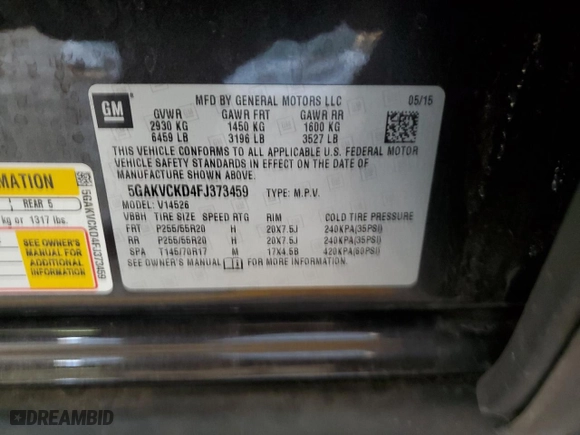 GM
MFD BY GENERAL MOTORS LLC 05/15
GVWR GAWR FRT GAWR RR
2930 KG 1450 KG 1600 KG
6459 LB 3196 LB 3527 LB
THIS VEHICLE CONFORMS TO ALL APPLICABLE U.S. FEDERAL MOTOR
VEHICLE SAFETY STANDARDS IN EFFECT ON THE DATE OF
MANUFACTURE SHOWN ABOVE.
5GAKVCKD4FJ373459 TYPE: M.P.V.
MODEL: V14526
VBBH TIRE SIZE SPEED RTG RIM COLD TIRE PRESSURE
FRT P255/55R20 H 20X7.5J 240KPA(35PSI)
RR P255/55R20 H 20X7.5J 240KPA(35PSI)
SPA T145/70R17 M 17X4.5B 420KPA(60PSI)
SEE OWNER'S MANUAL FOR MORE INFORMATION.
RMATION
REAR 5
kg or 1317 lbs.
SEE OWNER'S
MANUAL FOR
ADDITIONAL
INFORMATION
5GAKVCKD4FJ373459
DREAMBID